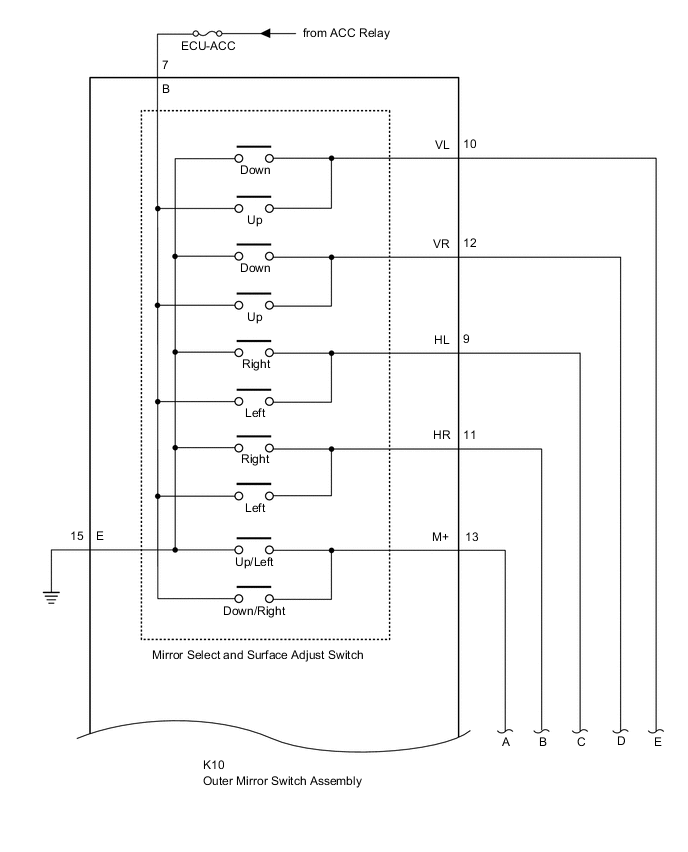 from ACC Relay
ECU-ACC
7
B
VL 10
Down
Up
VR 12
Down
Up
HL 9
Right
Left
HR 11
Right
Left
15 E
M+ 13
Up/Left
Down/Right
Mirror Select and Surface Adjust Switch
A B C D E
K10
Outer Mirror Switch Assembly